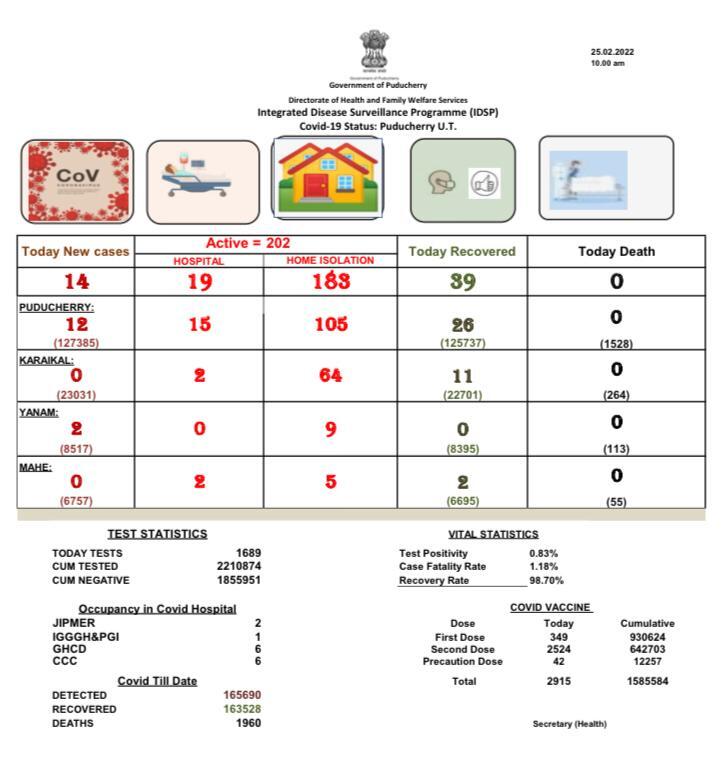 25.02.2022
10.00 am
Government of Puducherry
Government of Puducherry
Directorate of Health and Family Welfare Services
Integrated Disease Surveillance Programme (IDSP)
Covid-19 Status: Puducherry U.T.
CoV
CORONAVIRUS
Today New cases Active = 202 Today Recovered Today Death
HOSPITAL HOME ISOLATION
14 19 183 39 0
PUDUCHERRY:
12 15 105 26 0
(127385) (125737) (1528)
KARAIKAL:
0 2 64 11 0
(23031) (22701) (264)
YANAM:
2 0 9 0 0
(8517) (8395) (113)
MAHE:
0 2 5 2 0
(6757) (6695) (55)
TEST STATISTICS
TODAY TESTS 1689
CUM TESTED 2210874
CUM NEGATIVE 1855951
VITAL STATISTICS
Test Positivity 0.83%
Case Fatality Rate 1.18%
Recovery Rate 98.70%
Occupancy in Covid Hospital
JIPMER 2
IGGGH&PGI 1
GHCD 6
CCC 6
COVID VACCINE
Dose Today Cumulative
First Dose 349 930624
Second Dose 2524 642703
Precaution Dose 42 12257
Total 2915 1585584
Covid Till Date
DETECTED 165690
RECOVERED 163528
DEATHS 1960
Secretary (Health)